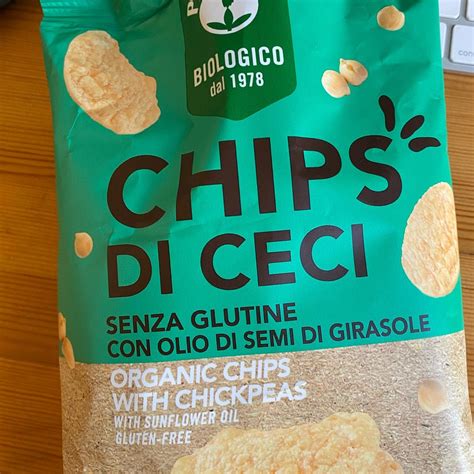 BIOLOGICO
dal 1978
CHIPS
DI CECI
SENZA GLUTINE
CON OLIO DI SEMI DI GIRASOLE
ORGANIC CHIPS
WITH CHICKPEAS
WITH SUNFLOWER OIL
GLUTEN-FREE